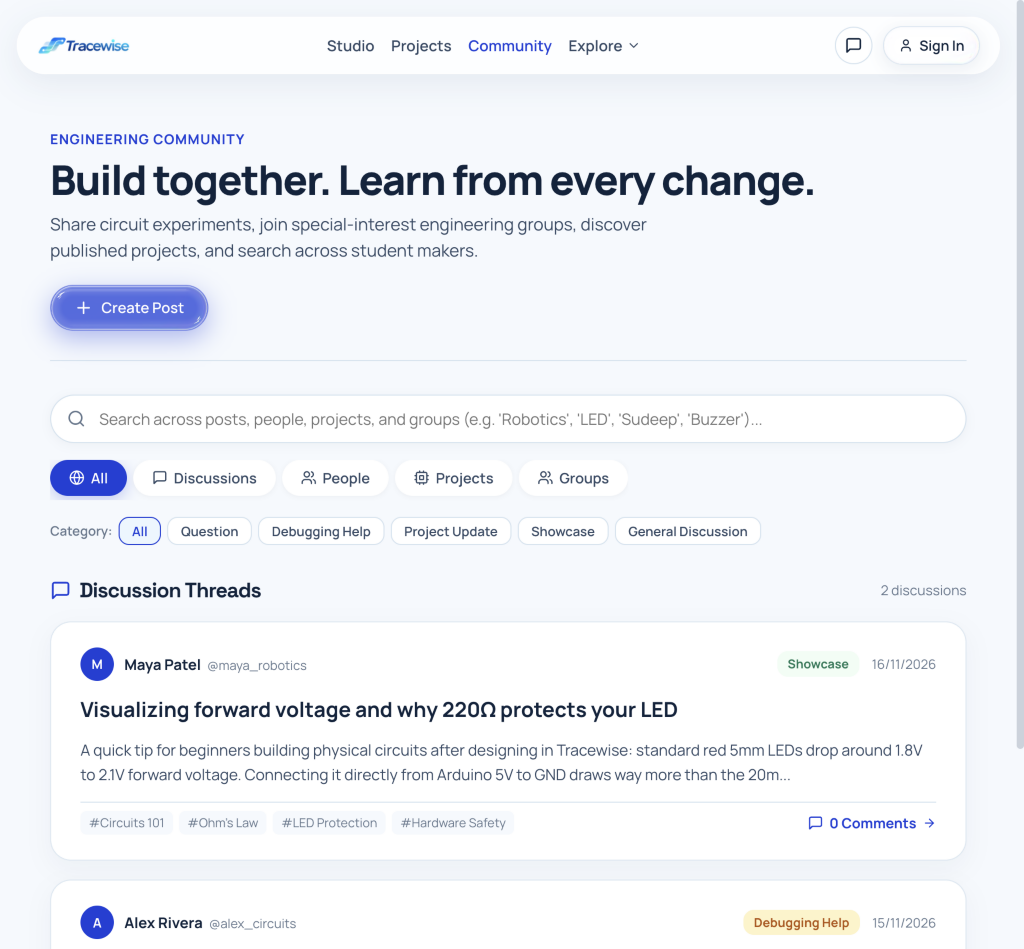 Tracewise
Studio Projects Community Explore
Sign In
ENGINEERING COMMUNITY
Build together. Learn from every change.
Share circuit experiments, join special-interest engineering groups, discover
published projects, and search across student makers.
Create Post
Search across posts, people, projects, and groups (e.g. 'Robotics', 'LED', 'Sudeep', 'Buzzer')...
All Discussions People Projects Groups
Category: All Question Debugging Help Project Update Showcase General Discussion
Discussion Threads 2 discussions
M Maya Patel @maya_robotics Showcase 16/11/2026
Visualizing forward voltage and why 220Ω protects your LED
A quick tip for beginners building physical circuits after designing in Tracewise: standard red 5mm LEDs drop around 1.8V
to 2.1V forward voltage. Connecting it directly from Arduino 5V to GND draws way more than the 20m...
#Circuits 101 #Ohm's Law #LED Protection #Hardware Safety 0 Comments →
A Alex Rivera @alex_circuits Debugging Help 15/11/2026